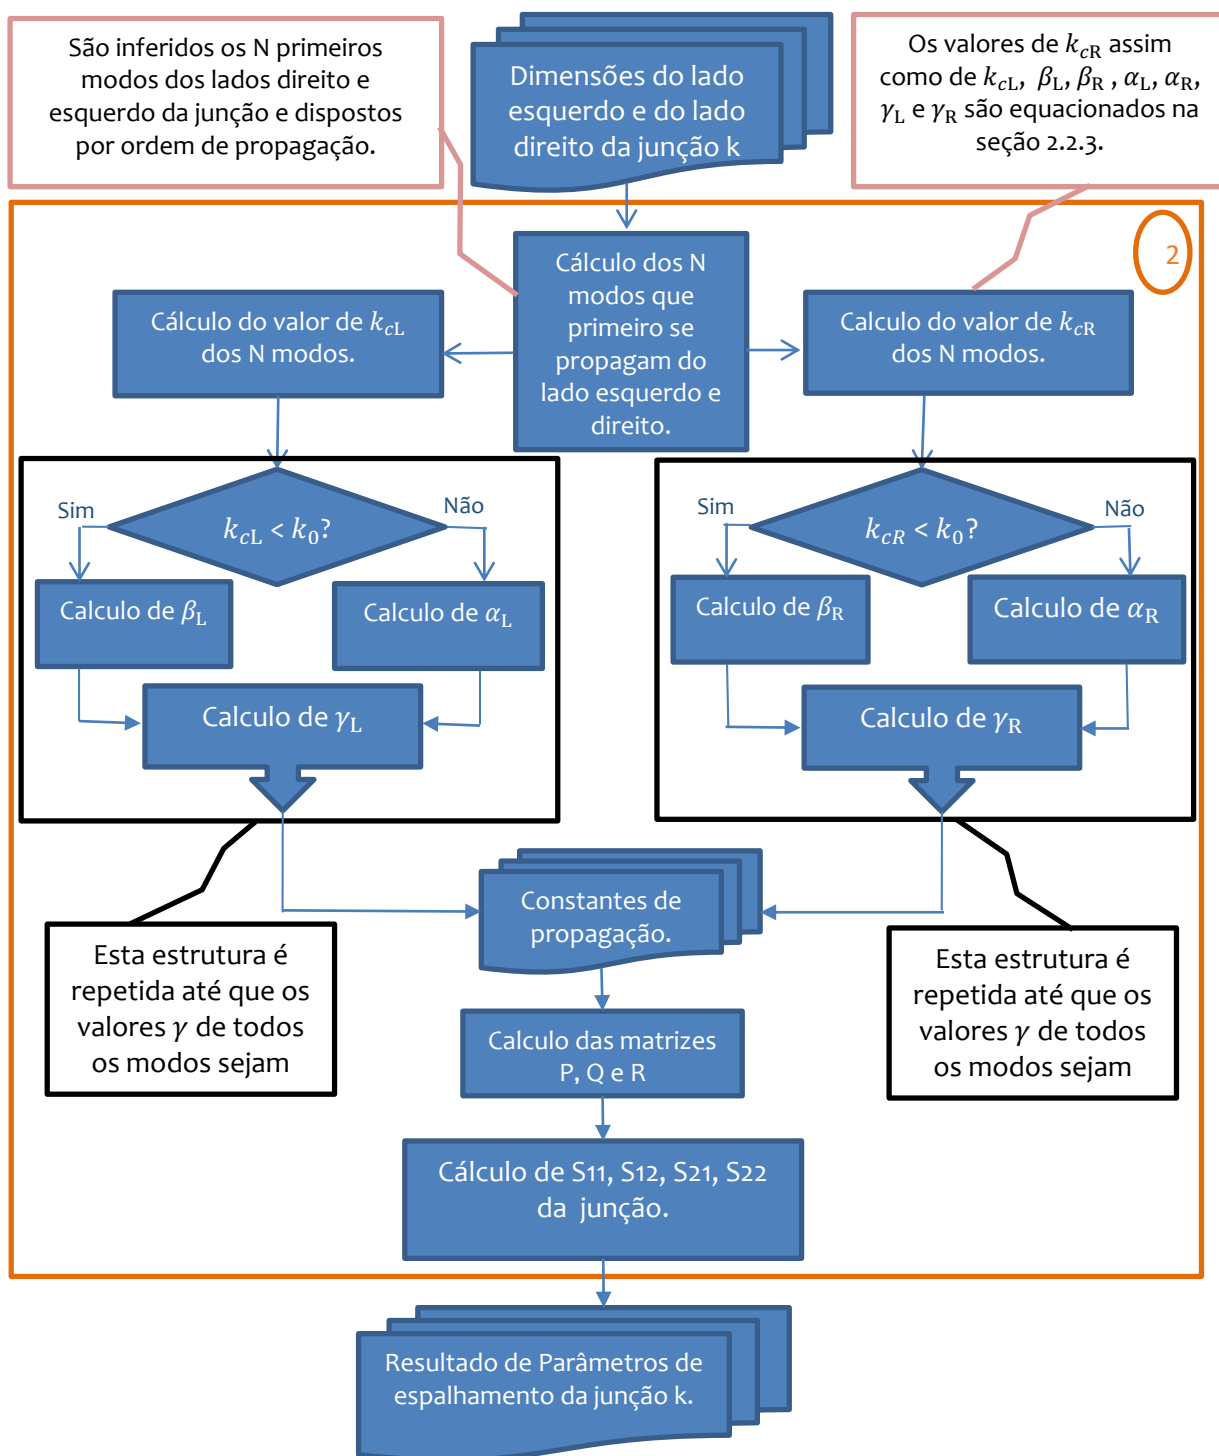 São inferidos os N primeiros
modos dos lados direito e
esquerdo da junção e dispostos
por ordem de propagação.
Dimensões do lado
esquerdo e do lado
direito da junção k
Os valores de k_cR assim
como de k_cL, β_L, β_R , α_L, α_R,
γ_L e γ_R são equacionados na
seção 2.2.3.
2
Cálculo dos N
modos que
primeiro se
propagam do
lado esquerdo e
direito.
Cálculo do valor de k_cL
dos N modos.
Calculo do valor de k_cR
dos N modos.
Sim
k_cL < k_0?
Não
Calculo de β_L
Calculo de α_L
Calculo de γ_L
Sim
k_cR < k_0?
Não
Calculo de β_R
Calculo de α_R
Calculo de γ_R
Constantes de
propagação.
Esta estrutura é
repetida até que os
valores γ de todos
os modos sejam
Esta estrutura é
repetida até que os
valores γ de todos
os modos sejam
Calculo das matrizes
P, Q e R
Cálculo de S11, S12, S21, S22
da junção.
Resultado de Parâmetros de
espalhamento da junção k.